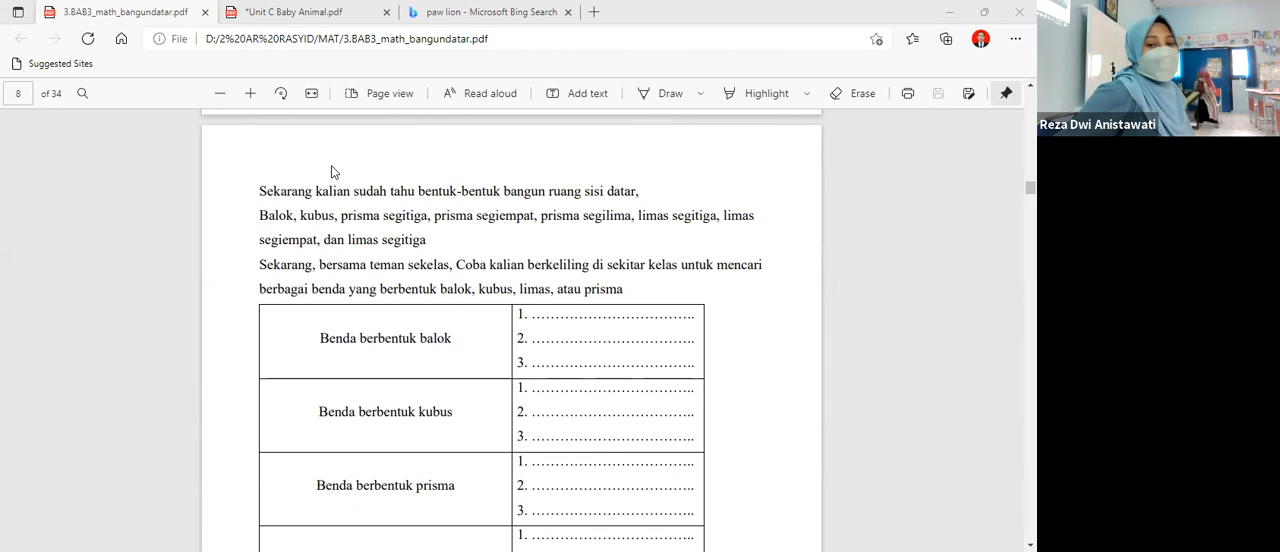 3.BAB3_math_bangundatar.pdf
*Unit C Baby Animal.pdf
paw lion - Microsoft Bing Search
File
D:/2%20AR%20RASYID/MAT/3.BAB3_math_bangundatar.pdf
Suggested Sites
8 of 34
Page view
Read aloud
Add text
Draw
Highlight
Erase
Reza Dwi Anistawati
Sekarang kalian sudah tahu bentuk-bentuk bangun ruang sisi datar,
Balok, kubus, prisma segitiga, prisma segiempat, prisma segilima, limas segitiga, limas
segiempat, dan limas segitiga
Sekarang, bersama teman sekelas, Coba kalian berkeliling di sekitar kelas untuk mencari
berbagai benda yang berbentuk balok, kubus, limas, atau prisma
Benda berbentuk balok
1. ……………………………..
2. ……………………………..
3. ……………………………..
Benda berbentuk kubus
1. ……………………………..
2. ……………………………..
3. ……………………………..
Benda berbentuk prisma
1. ……………………………..
2. ……………………………..
3. ……………………………..
1. ……………………………..